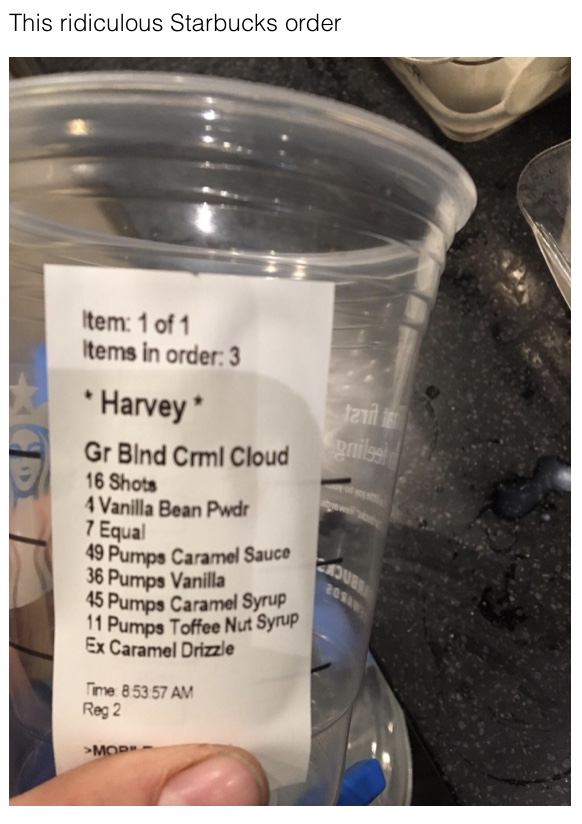 This ridiculous Starbucks order
Item: 1 of 1
Items in order: 3
* Harvey *
Gr Blnd Crml Cloud
16 Shots
4 Vanilla Bean Pwdr
7 Equal
49 Pumps Caramel Sauce
36 Pumps Vanilla
45 Pumps Caramel Syrup
11 Pumps Toffee Nut Syrup
Ex Caramel Drizzle
Time: 8:53:57 AM
Reg 2
first
feeling